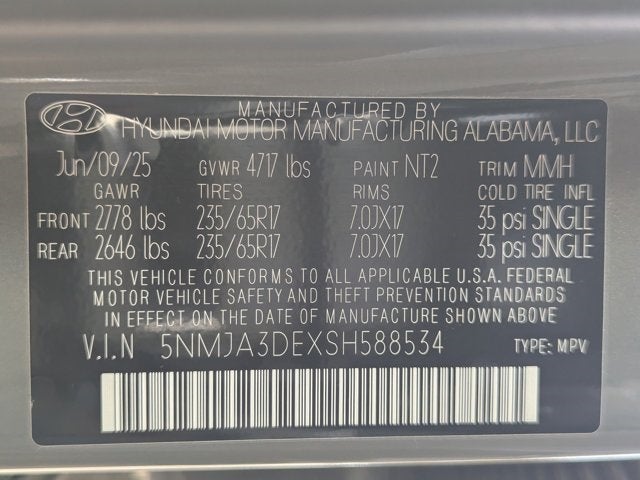 MANUFACTURED BY
HYUNDAI MOTOR MANUFACTURING ALABAMA, LLC
Jun/09/25 GVWR 4717 lbs PAINT NT2 TRIM MMH
GAWR TIRES RIMS COLD TIRE INFL
FRONT 2778 lbs 235/65R17 7.0JX17 35 psi SINGLE
REAR 2646 lbs 235/65R17 7.0JX17 35 psi SINGLE
THIS VEHICLE CONFORMS TO ALL APPLICABLE U.S.A. FEDERAL
MOTOR VEHICLE SAFETY AND THEFT PREVENTION STANDARDS
IN EFFECT ON THE DATE OF MANUFACTURE SHOWN ABOVE.
V.I.N 5NMJA3DEXSH588534 TYPE: MPV